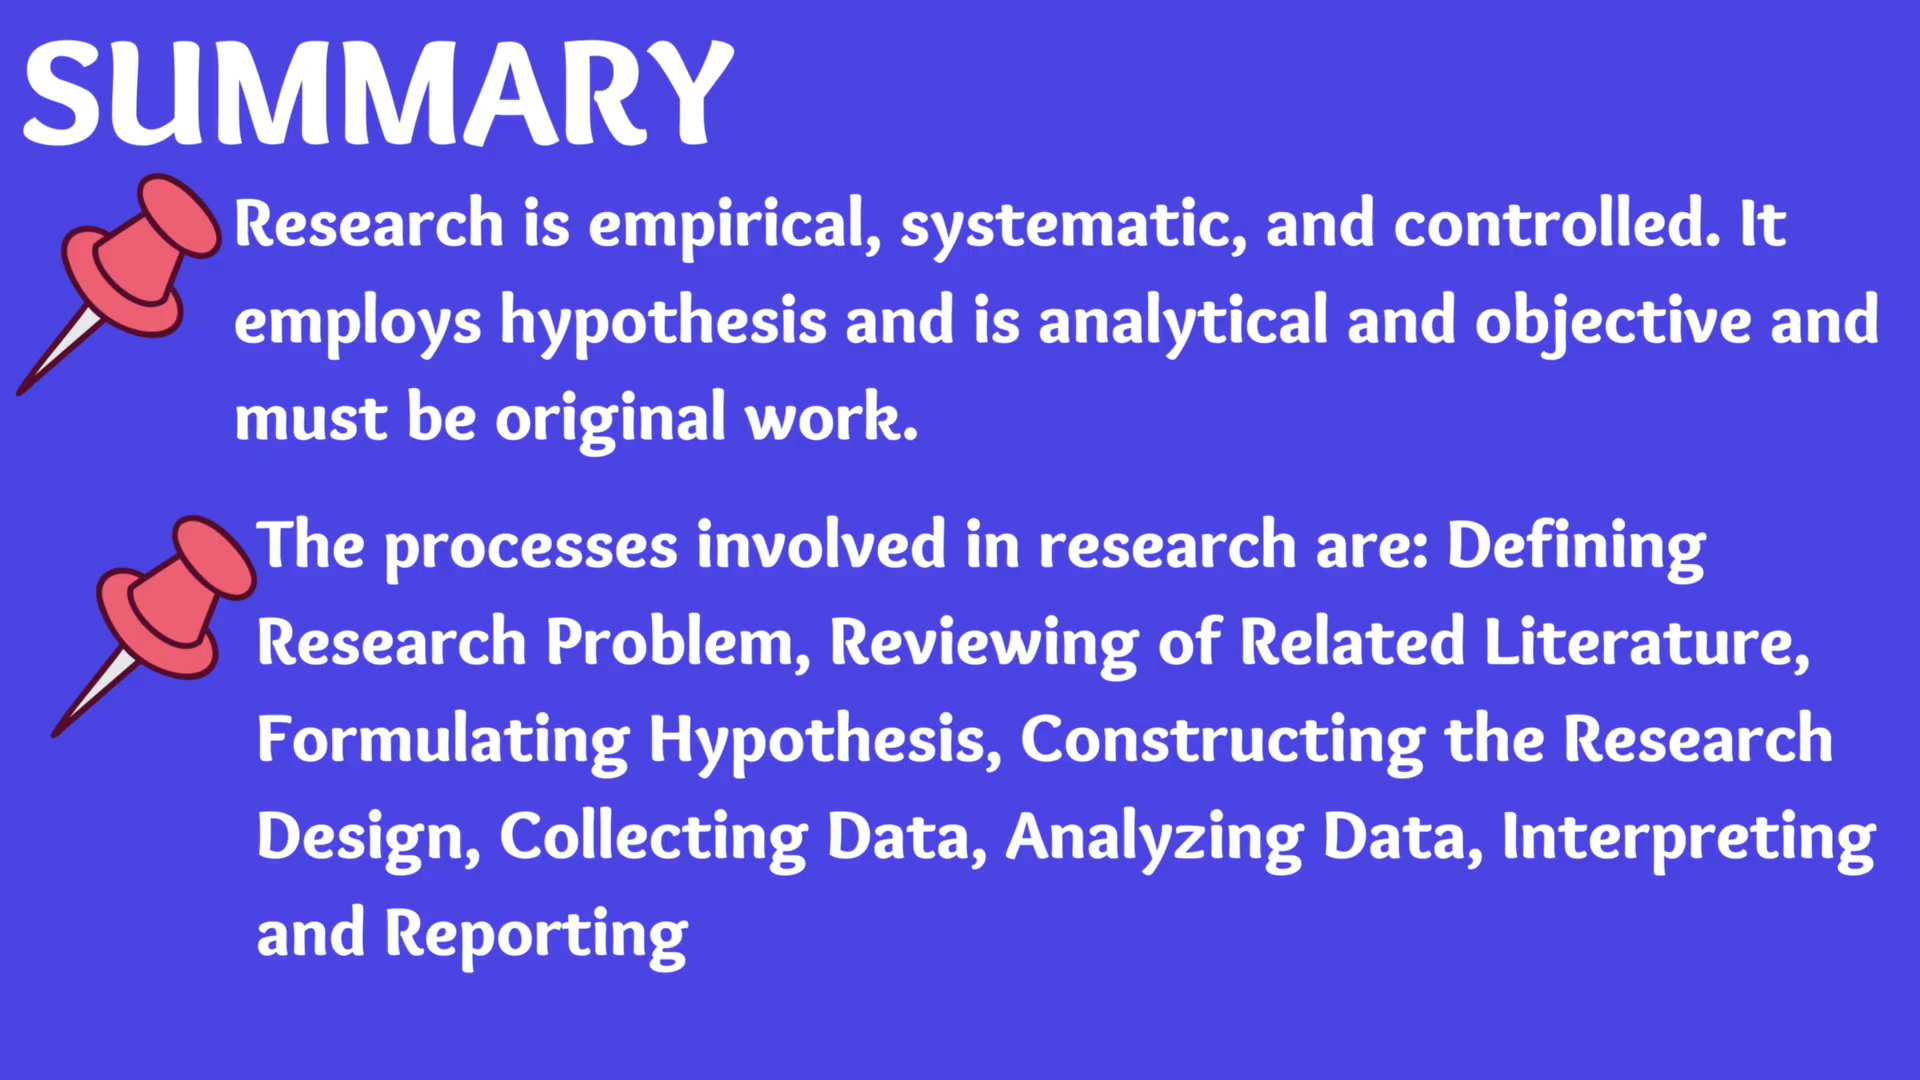 SUMMARY
Research is empirical, systematic, and controlled. It
employs hypothesis and is analytical and objective and
must be original work.
The processes involved in research are: Defining
Research Problem, Reviewing of Related Literature,
Formulating Hypothesis, Constructing the Research
Design, Collecting Data, Analyzing Data, Interpreting
and Reporting